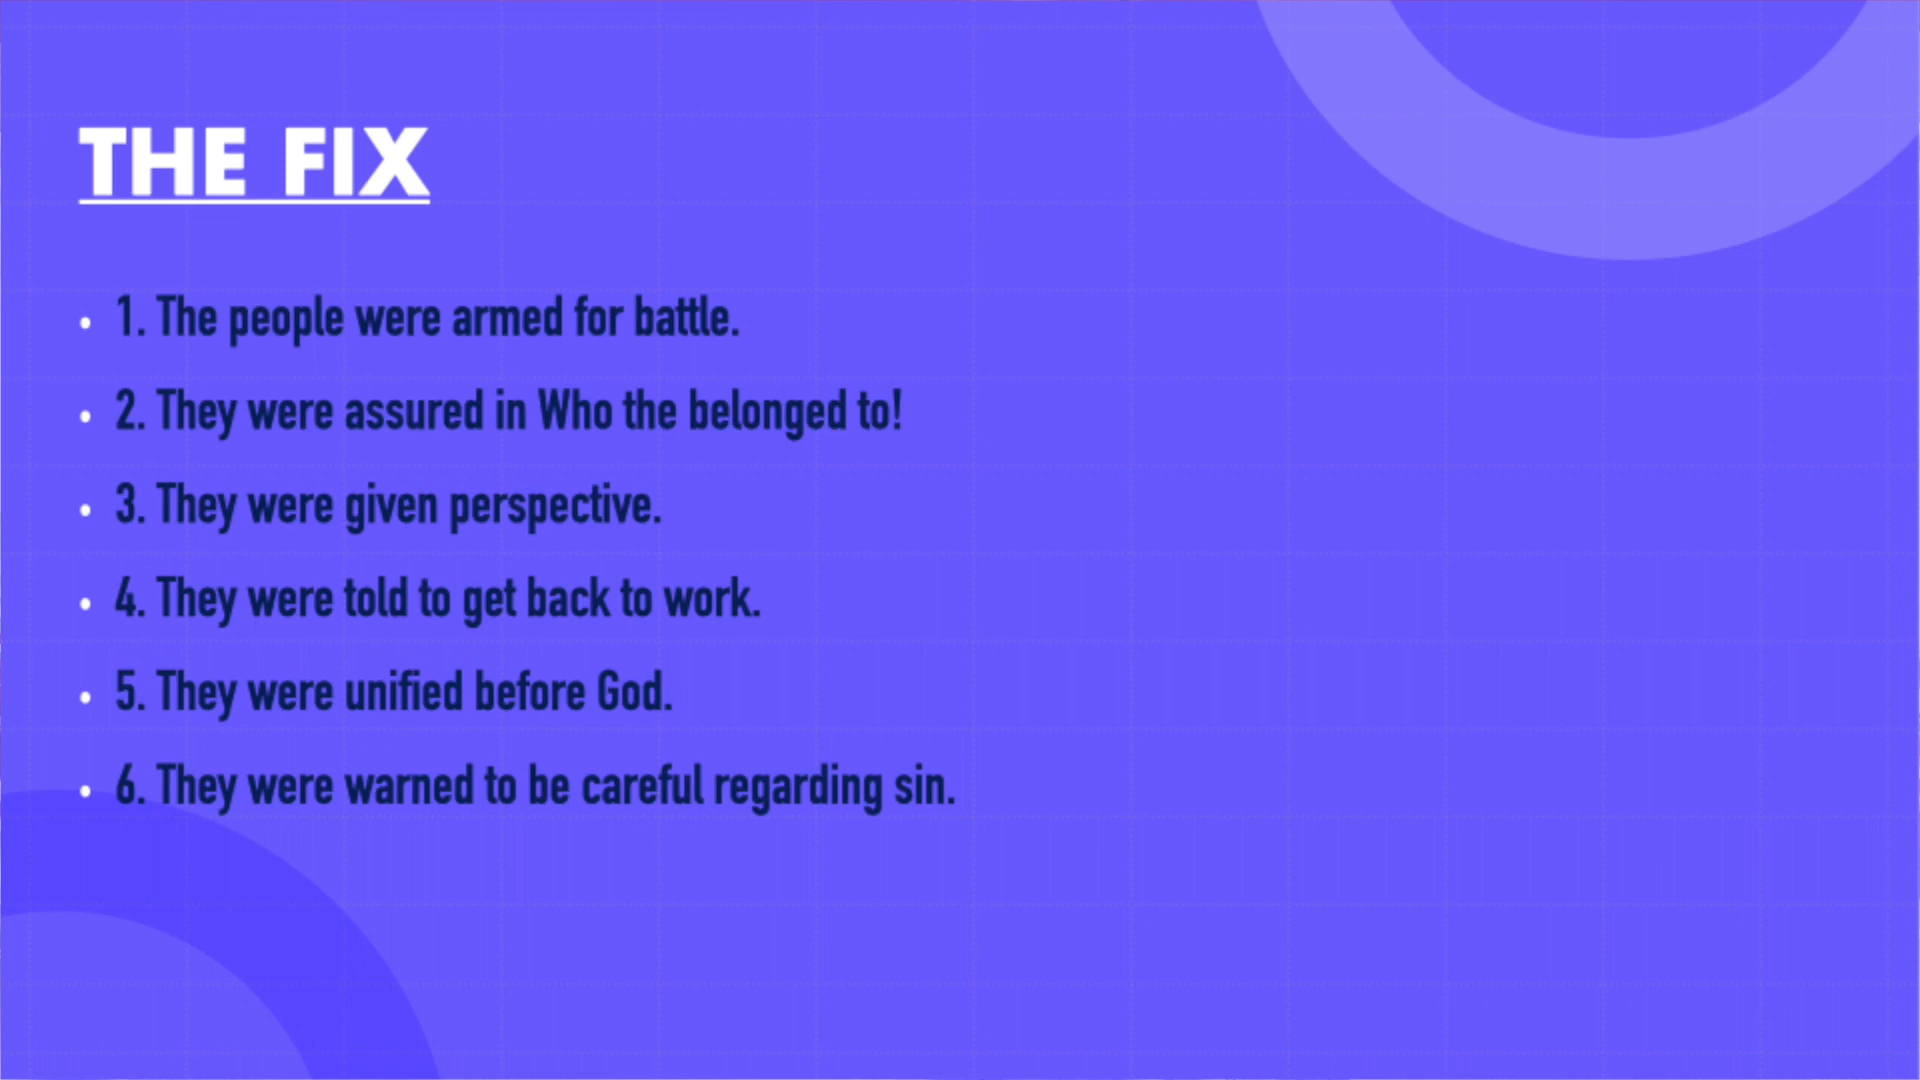 THE FIX
• 1. The people were armed for battle.
• 2. They were assured in Who the belonged to!
• 3. They were given perspective.
• 4. They were told to get back to work.
• 5. They were unified before God.
• 6. They were warned to be careful regarding sin.